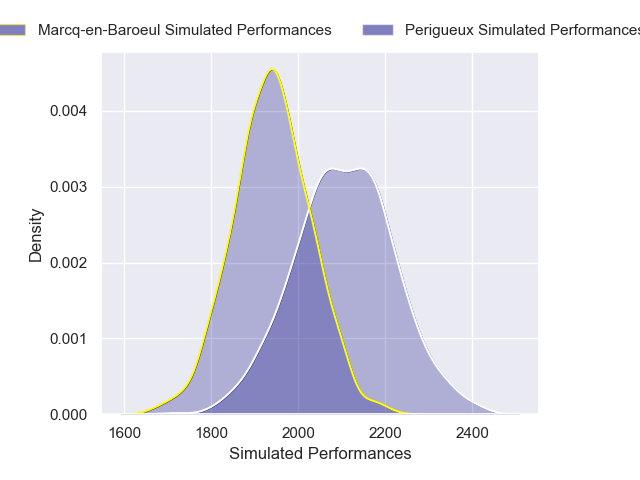 Marcq-en-Baroeul Simulated Performances
Perigueux Simulated Performances
0.004
0.003
0.002
0.001
0.000
Density
1600
1800
2000
2200
2400
Simulated Performances